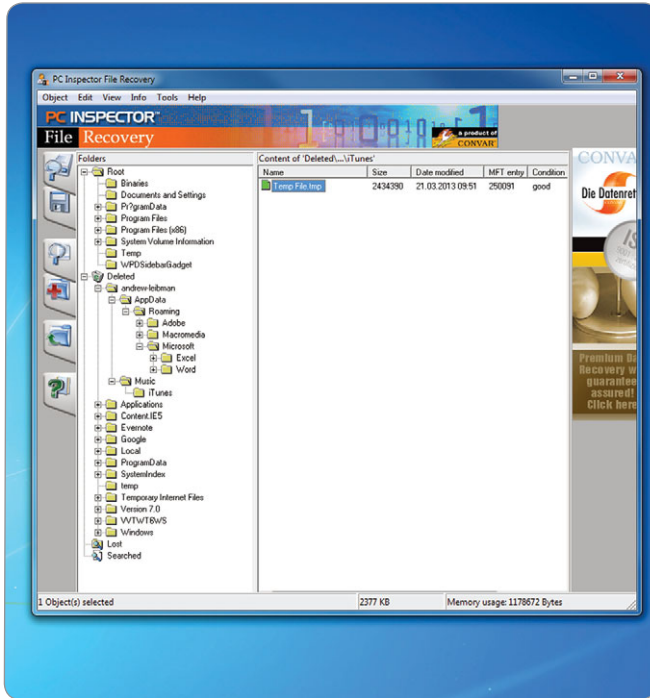 PC Inspector File Recovery
Object Edit View Info Tools Help
PC INSPECTOR™
File Recovery
a product of
CONVAR
Folders
Root
Binaries
Documents and Settings
Pr?gramData
Program Files
Program Files (x86)
System Volume Information
Temp
WPDSidebarGadget
Deleted
andrew-leibman
AppData
Roaming
Adobe
Macromedia
Microsoft
Excel
Word
Music
iTunes
Applications
Content.IE5
Evernote
Google
Local
ProgramData
SystemIndex
temp
Temporary Internet Files
Version 7.0
VVTWT6WS
Windows
Lost
Searched
Content of 'Deleted\...\iTunes'
Name Size Date modified MFT entry Condition
Temp File.tmp 2434390 21.03.2013 09:51 250091 good
CONVA
Die Datenret
IS
Premium Da
Recovery w
guarantee
assured!
Click here
1 Object(s) selected 2377 KB Memory usage: 1178672 Bytes